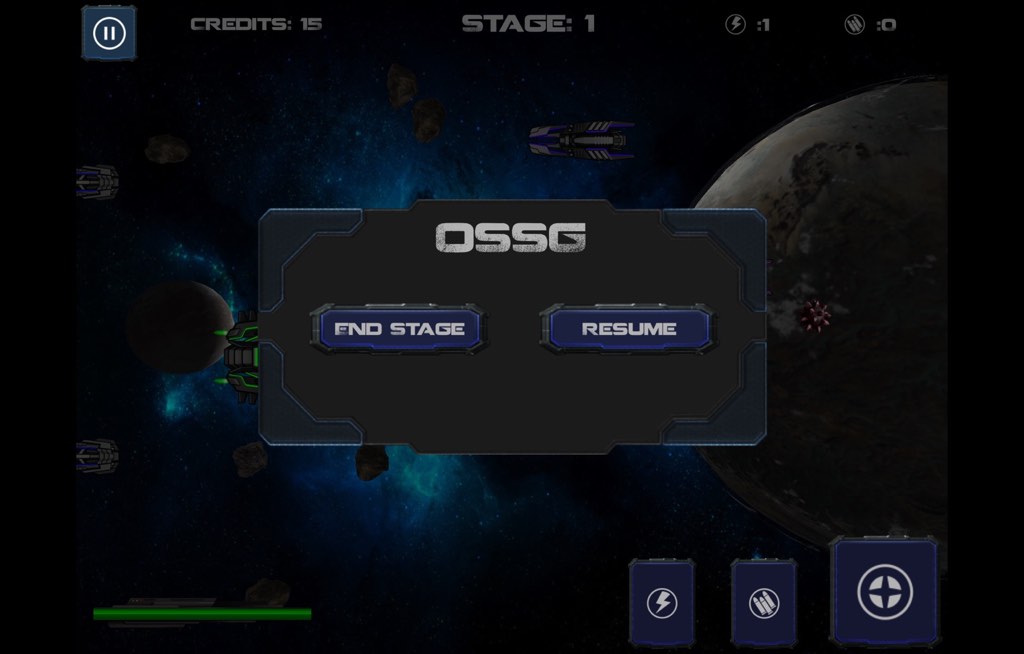 CREDITS: 15
STAGE: 1
:1
:0
OSSG
END STAGE
RESUME